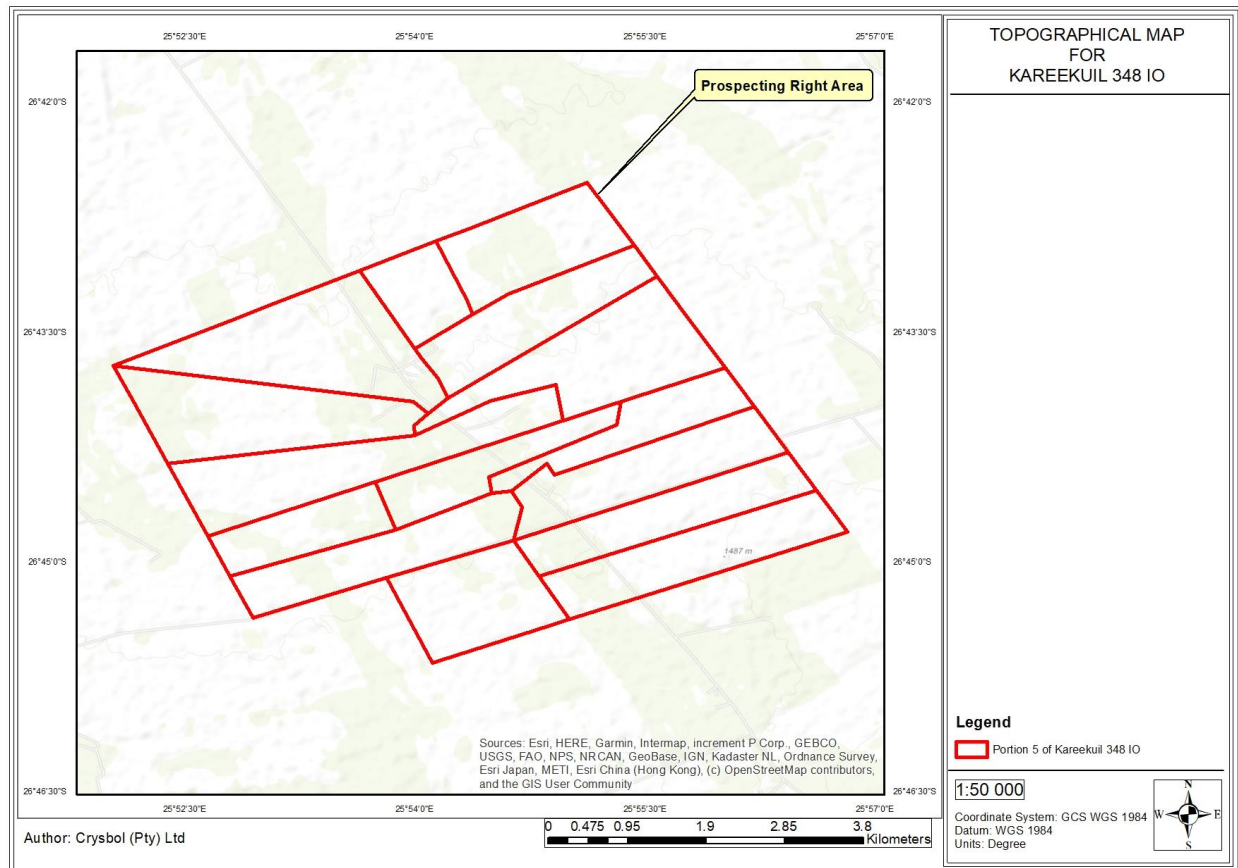 TOPOGRAPHICAL MAP
FOR
KAREEKUIL 348 IO
25°52'30"E
25°54'0"E
25°55'30"E
25°57'0"E
26°42'0"S
26°42'0"S
Prospecting Right Area
26°43'30"S
26°43'30"S
26°45'0"S
26°45'0"S
1487 m
26°46'30"S
26°46'30"S
Sources: Esri, HERE, Garmin, Intermap, increment P Corp., GEBCO,
USGS, FAO, NPS, NRCAN, GeoBase, IGN, Kadaster NL, Ordnance Survey,
Esri Japan, METI, Esri China (Hong Kong), (c) OpenStreetMap contributors,
and the GIS User Community
25°52'30"E
25°54'0"E
25°55'30"E
25°57'0"E
Author: Crysbol (Pty) Ltd
0 0.475 0.95 1.9 2.85 3.8
Kilometers
Legend
Portion 5 of Kareekuil 348 IO
1:50 000
Coordinate System: GCS WGS 1984
Datum: WGS 1984
Units: Degree
N
W E
S